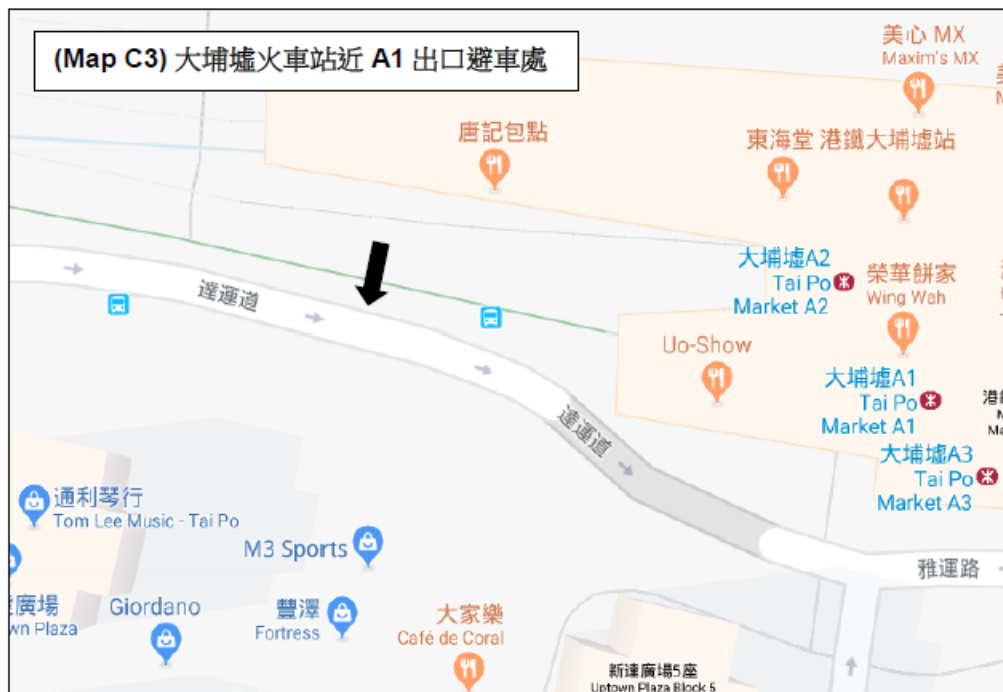 (Map C3) 大埔墟火車站近 A1 出口避車處
美心 MX
Maxim's MX
唐記包點
東海堂 港鐵大埔墟站
大埔墟A2
Tai Po
Market A2
榮華餅家
Wing Wah
達運道
Uo-Show
大埔墟A1
Tai Po
Market A1
達運道
大埔墟A3
Tai Po
Market A3
通利琴行
Tom Lee Music - Tai Po
M3 Sports
雅運路
廣場
wn Plaza
Giordano
豐澤
Fortress
大家樂
Café de Coral
新達廣場5座
Uptown Plaza Block 5